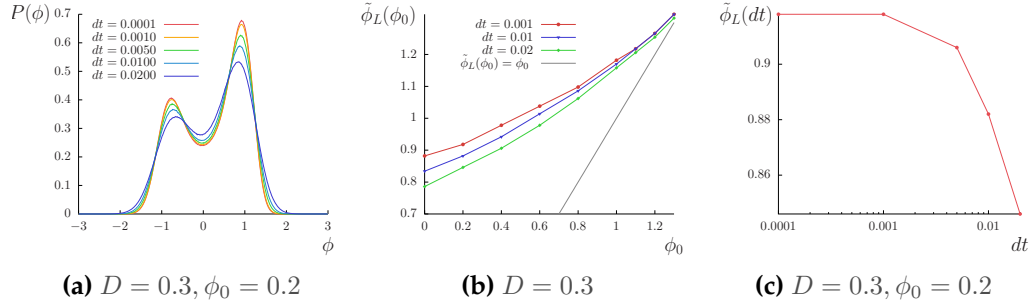 P(ϕ)
0.7
0.6
0.5
0.4
0.3
0.2
0.1
0
−3 −2 −1 0 1 2 3
ϕ
dt = 0.0001
dt = 0.0010
dt = 0.0050
dt = 0.0100
dt = 0.0200
(a) D = 0.3, ϕ₀ = 0.2
ϕ̃_L(ϕ₀)
1.2
1.1
1
0.9
0.8
0.7
0 0.2 0.4 0.6 0.8 1 1.2
ϕ₀
dt = 0.001
dt = 0.01
dt = 0.02
ϕ̃_L(ϕ₀) = ϕ₀
(b) D = 0.3
ϕ̃_L(dt)
0.9
0.88
0.86
0.0001 0.001 0.01
dt
(c) D = 0.3, ϕ₀ = 0.2